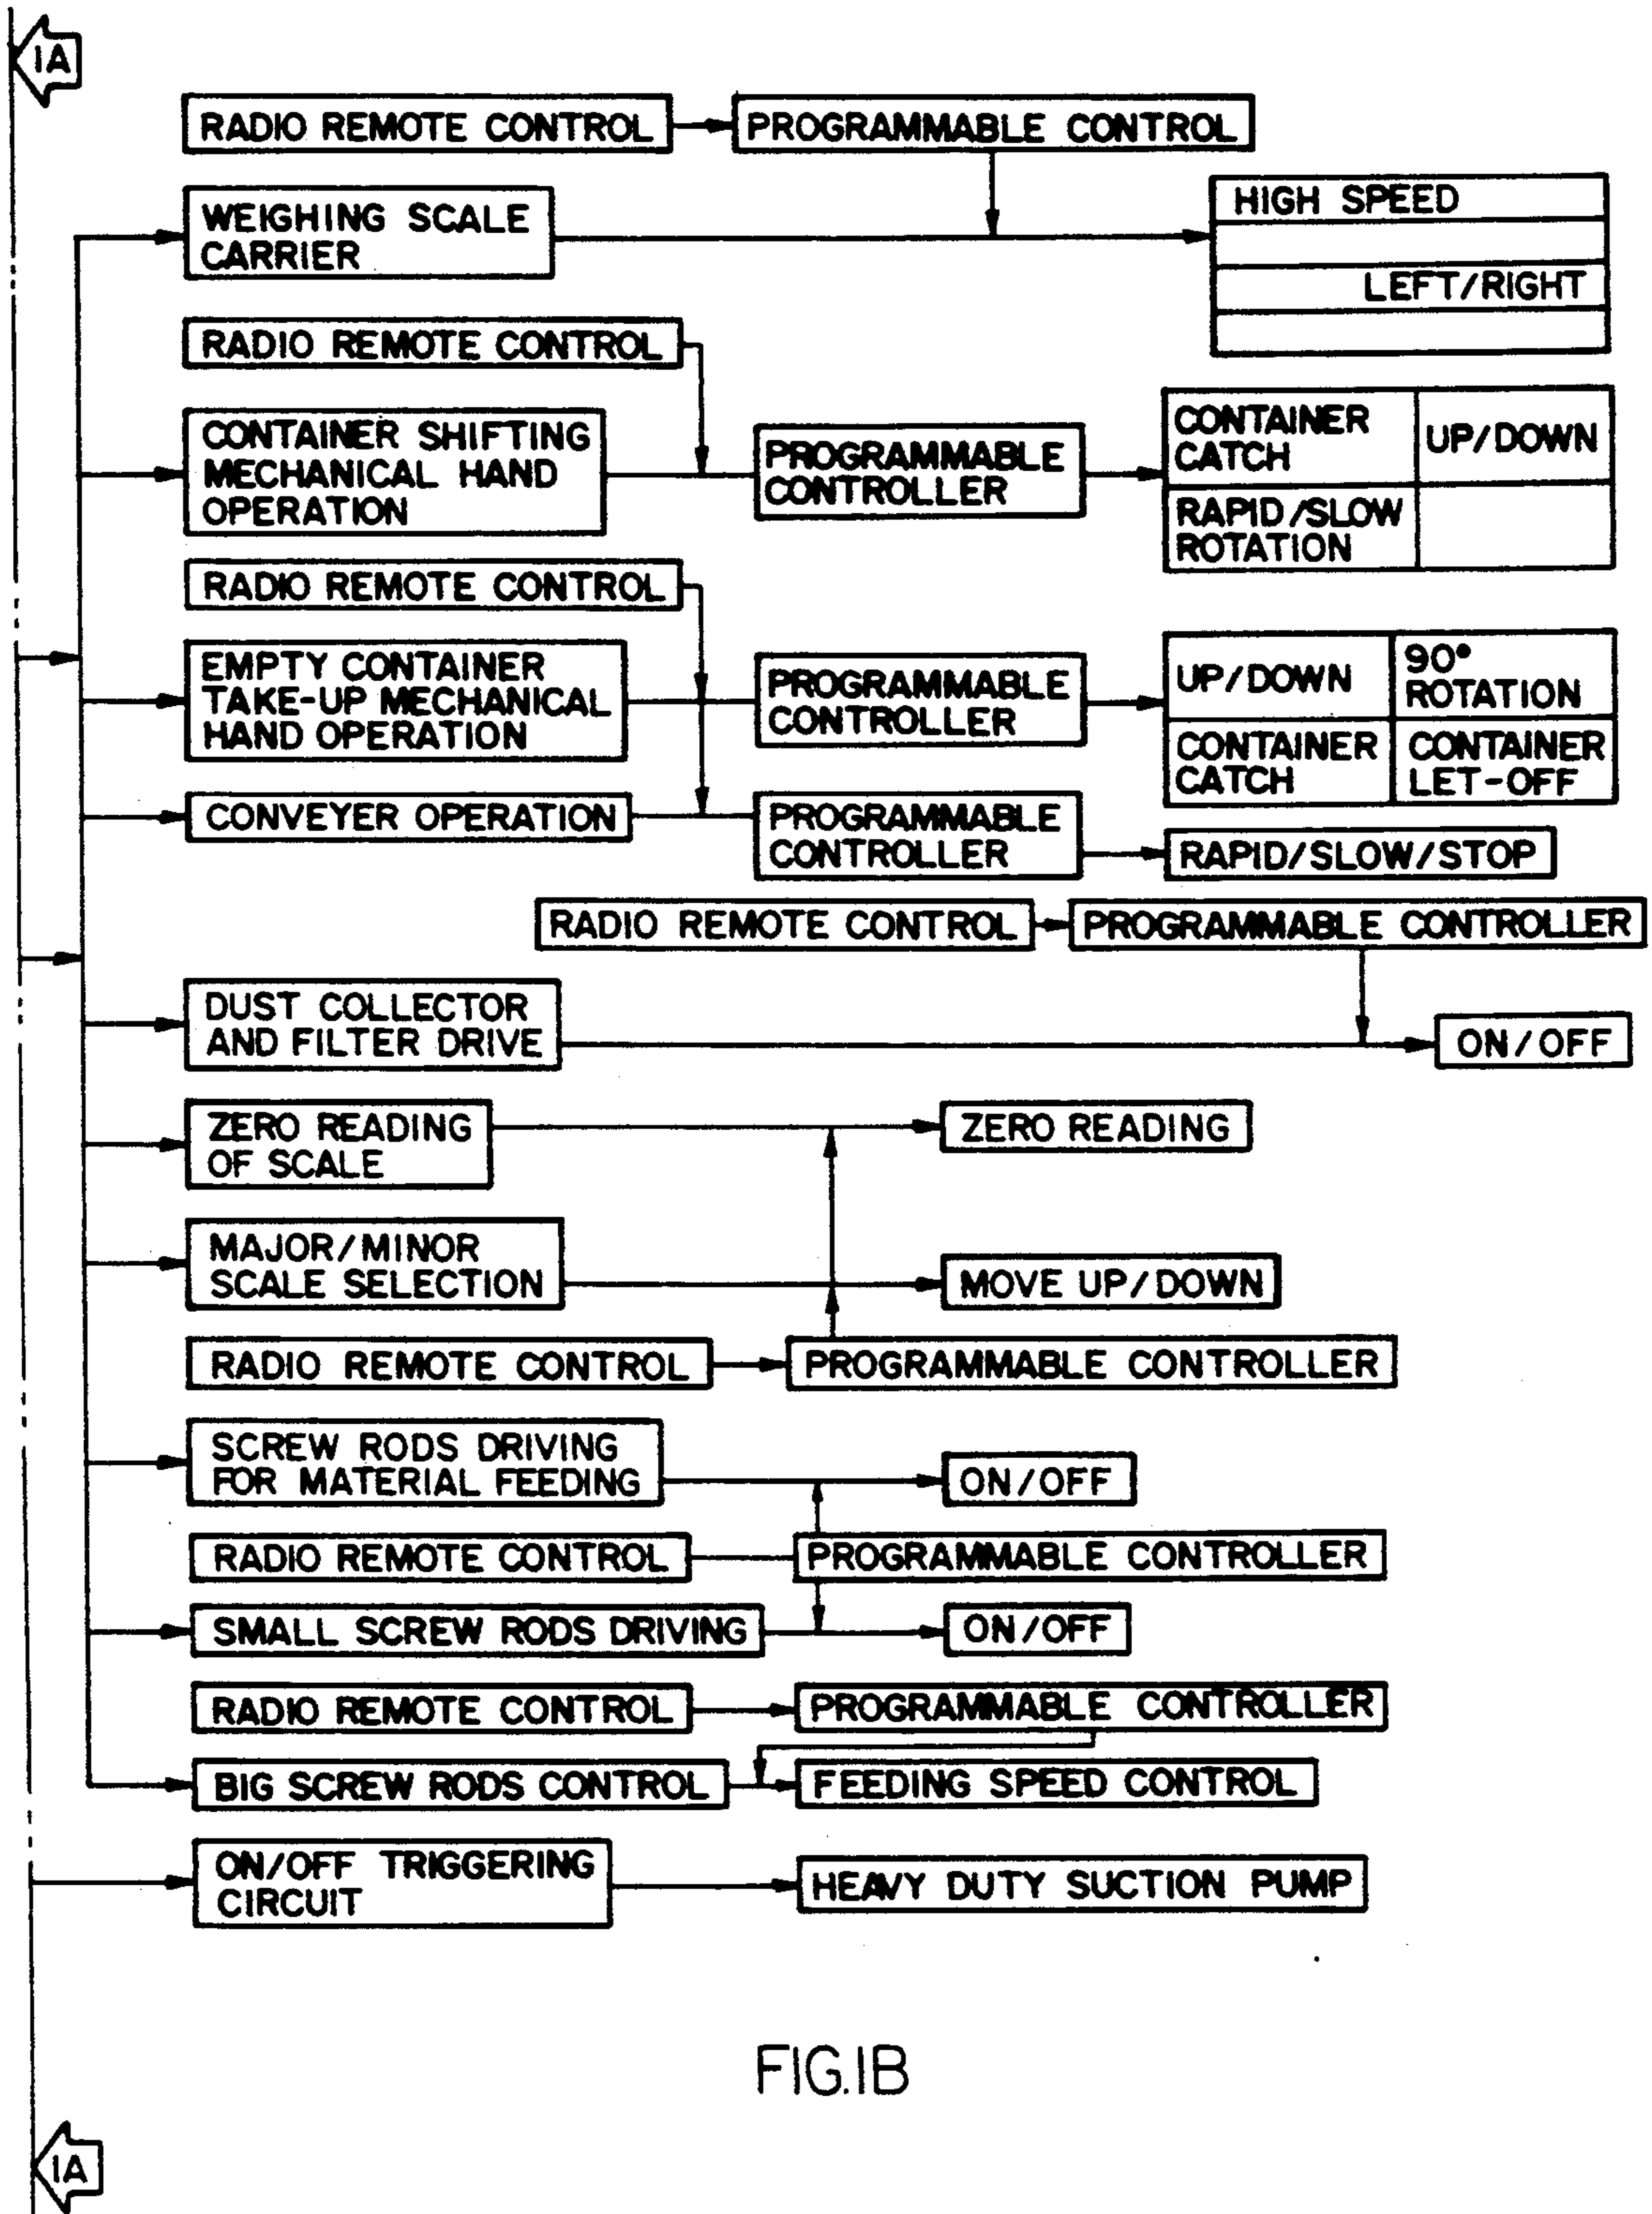 1A
RADIO REMOTE CONTROL
PROGRAMMABLE CONTROL
WEIGHING SCALE
CARRIER
HIGH SPEED
LEFT/RIGHT
RADIO REMOTE CONTROL
CONTAINER SHIFTING
MECHANICAL HAND
OPERATION
PROGRAMMABLE
CONTROLLER
CONTAINER
CATCH
UP/DOWN
RAPID/SLOW
ROTATION
RADIO REMOTE CONTROL
EMPTY CONTAINER
TAKE-UP MECHANICAL
HAND OPERATION
PROGRAMMABLE
CONTROLLER
UP/DOWN
90°
ROTATION
CONTAINER
CATCH
CONTAINER
LET-OFF
CONVEYER OPERATION
PROGRAMMABLE
CONTROLLER
RAPID/SLOW/STOP
RADIO REMOTE CONTROL
PROGRAMMABLE CONTROLLER
DUST COLLECTOR
AND FILTER DRIVE
ON/OFF
ZERO READING
OF SCALE
ZERO READING
MAJOR/MINOR
SCALE SELECTION
MOVE UP/DOWN
RADIO REMOTE CONTROL
PROGRAMMABLE CONTROLLER
SCREW RODS DRIVING
FOR MATERIAL FEEDING
ON/OFF
RADIO REMOTE CONTROL
PROGRAMMABLE CONTROLLER
SMALL SCREW RODS DRIVING
ON/OFF
RADIO REMOTE CONTROL
PROGRAMMABLE CONTROLLER
BIG SCREW RODS CONTROL
FEEDING SPEED CONTROL
ON/OFF TRIGGERING
CIRCUIT
HEAVY DUTY SUCTION PUMP
FIG.1B
1A